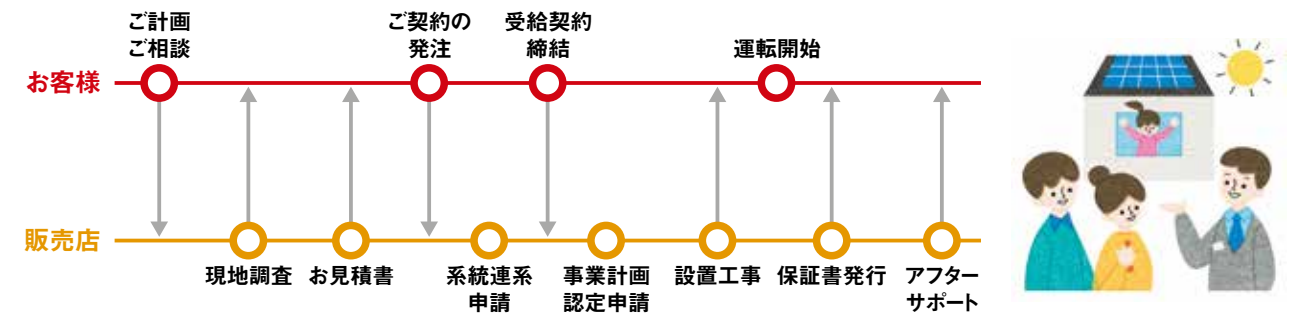 ご計画
ご相談
ご契約の
発注
受給契約
締結
運転開始
お客様
販売店
現地調査
お見積書
系統連系
申請
事業計画
認定申請
設置工事
保証書発行
アフター
サポート